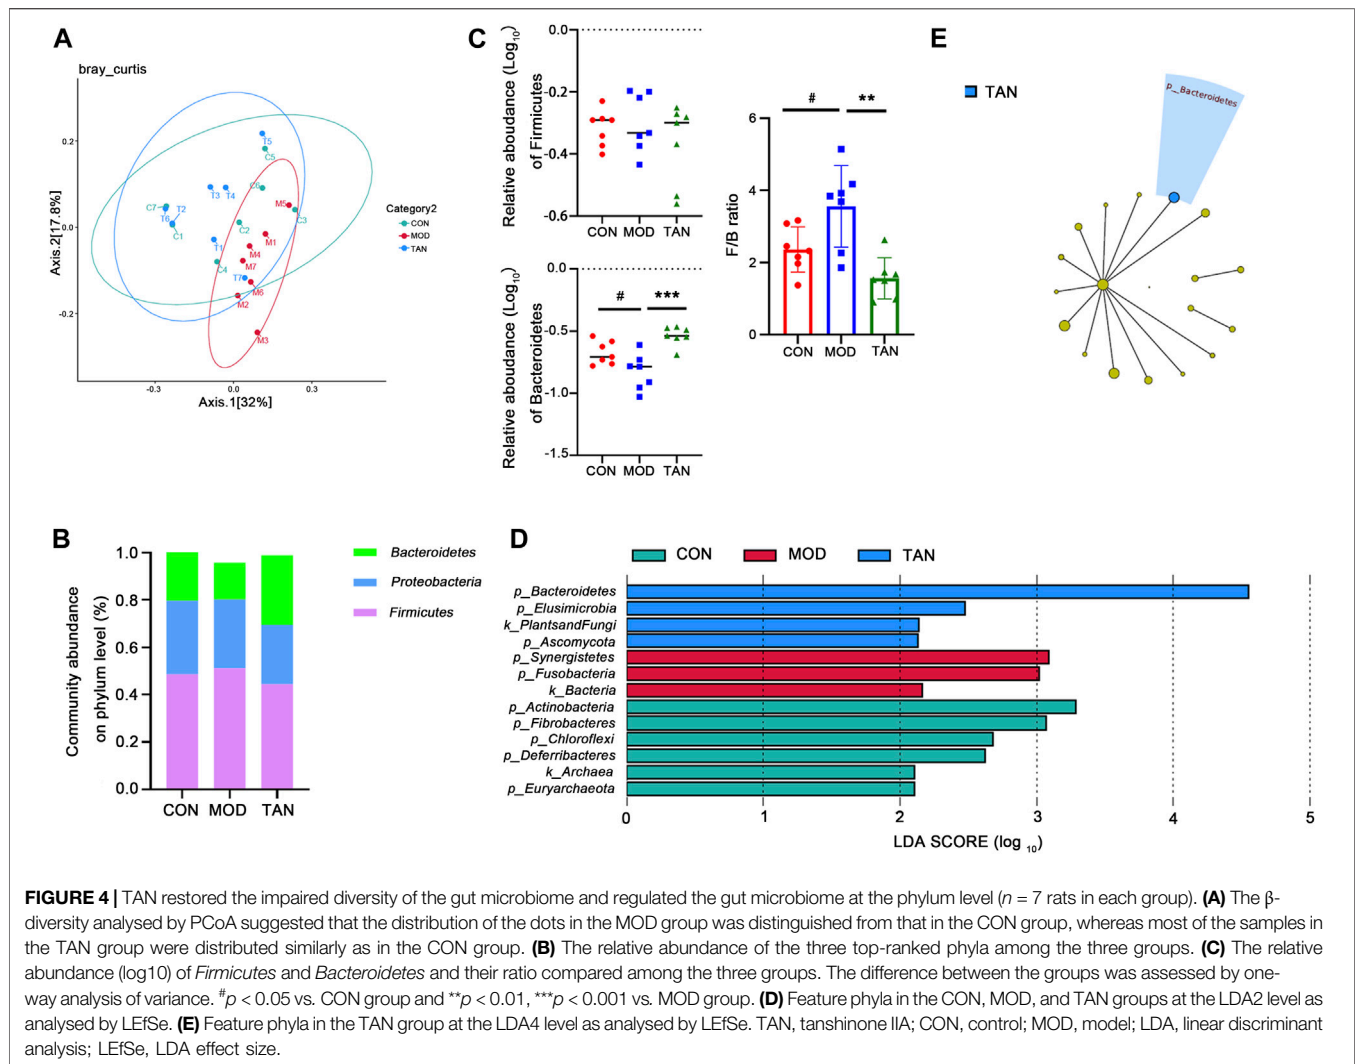 A
bray_curtis
Axis.2[17.8%]
0.2
0.0
-0.2
-0.3
0.0
0.3
Axis.1[32%]
T5
C5
C6
T3
T4
C7
T6
T2
C1
M5
C3
C2
T1
M1
M4
C4
M7
T7
M6
M2
M3
Category2
CON
MOD
TAN
C
Relative aboudance (Log10)
of Firmicutes
0.0
-0.2
-0.4
-0.6
CON MOD TAN
Relative aboudance (Log10)
of Bacteroidetes
0.0
-0.5
-1.0
-1.5
# ***
CON MOD TAN
F/B ratio
6
4
2
0
# **
CON MOD TAN
E
TAN
p_Bacteroidetes
B
Community abundance
on phylum level (%)
1.0
0.8
0.6
0.4
0.2
0.0
CON MOD TAN
Bacteroidetes
Proteobacteria
Firmicutes
D
CON MOD TAN
p_Bacteroidetes
p_Elusimicrobia
k_PlantsandFungi
p_Ascomycota
p_Synergistetes
p_Fusobacteria
k_Bacteria
p_Actinobacteria
p_Fibrobacteres
p_Chloroflexi
p_Deferribacteres
k_Archaea
p_Euryarchaeota
0 1 2 3 4 5
LDA SCORE (log 10)
FIGURE 4 | TAN restored the impaired diversity of the gut microbiome and regulated the gut microbiome at the phylum level (n = 7 rats in each group). (A) The β-
diversity analysed by PCoA suggested that the distribution of the dots in the MOD group was distinguished from that in the CON group, whereas most of the samples in
the TAN group were distributed similarly as in the CON group. (B) The relative abundance of the three top-ranked phyla among the three groups. (C) The relative
abundance (log10) of Firmicutes and Bacteroidetes and their ratio compared among the three groups. The difference between the groups was assessed by one-
way analysis of variance. #p < 0.05 vs. CON group and **p < 0.01, ***p < 0.001 vs. MOD group. (D) Feature phyla in the CON, MOD, and TAN groups at the LDA2 level as
analysed by LEfSe. (E) Feature phyla in the TAN group at the LDA4 level as analysed by LEfSe. TAN, tanshinone IIA; CON, control; MOD, model; LDA, linear discriminant
analysis; LEfSe, LDA effect size.